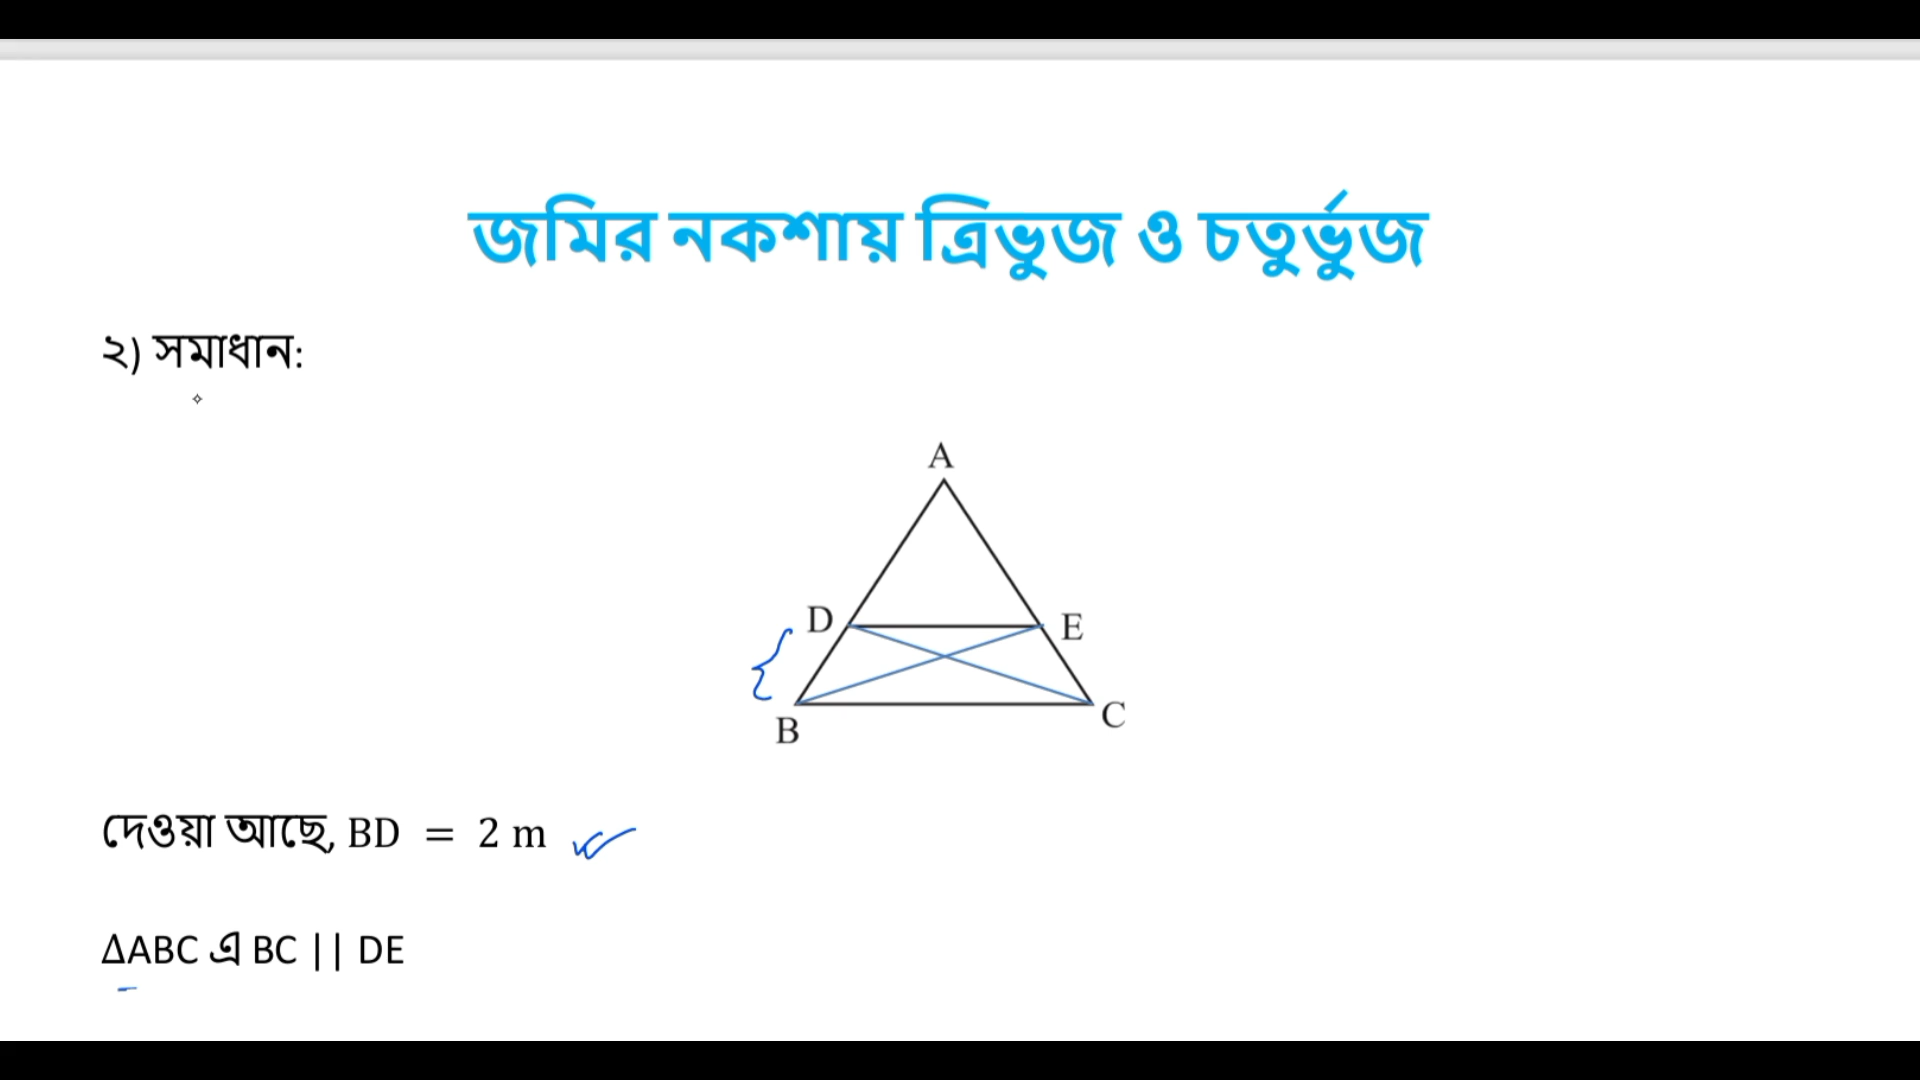 জমির নকশায় ত্রিভুজ ও চতুর্ভুজ
২) সমাধান:
A
D
E
B
C
দেওয়া আছে, BD = 2 m
ΔABC এ BC || DE